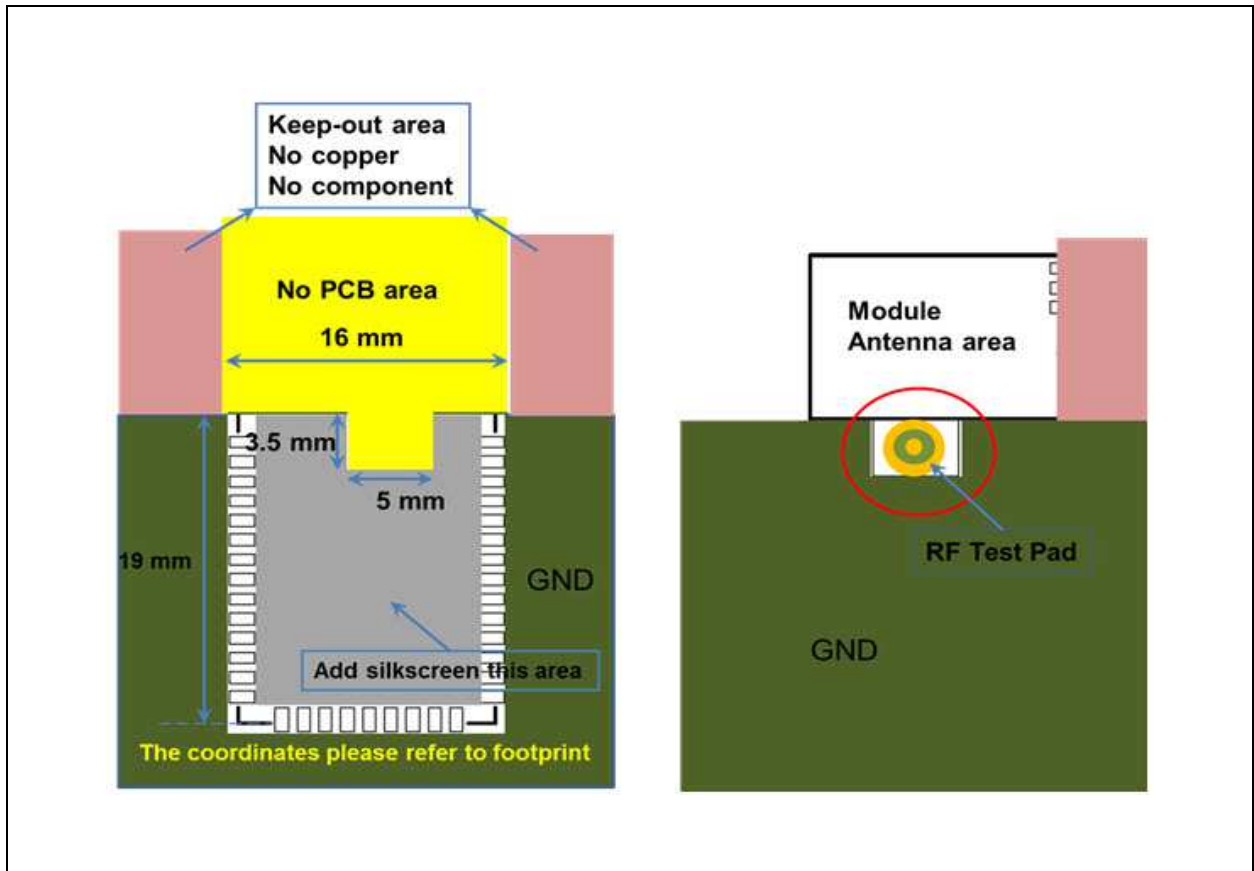 Keep-out area
No copper
No component
No PCB area
16 mm
3.5 mm
5 mm
19 mm
GND
Add silkscreen this area
The coordinates please refer to footprint
Module
Antenna area
RF Test Pad
GND